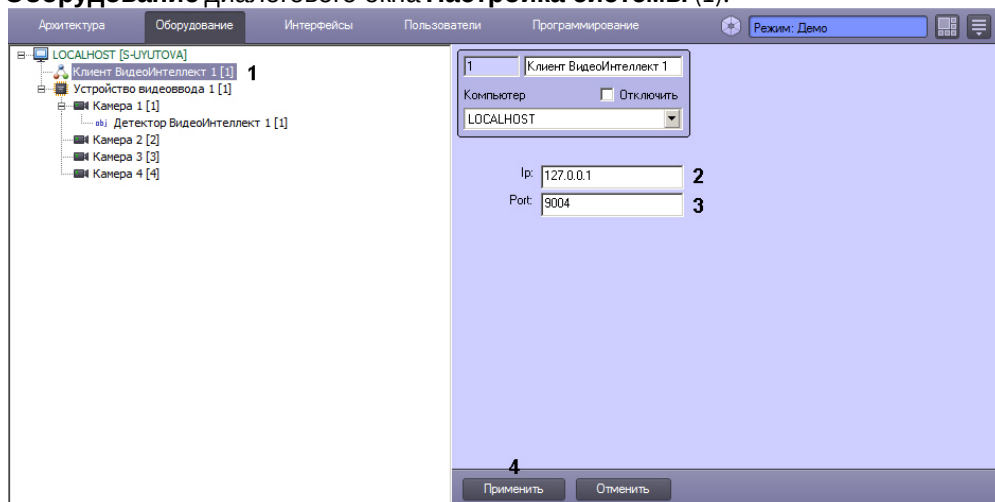 Оборудование диалогового окна Настройка системы (1).
Архитектура Оборудование Интерфейсы Пользователи Программирование Режим: Демо
LOCALHOST [S-UYUTOVA]
Клиент ВидеоИнтеллект 1 [1] 1
Устройство видеоввода 1 [1]
Камера 1 [1]
obj Детектор ВидеоИнтеллект 1 [1]
Камера 2 [2]
Камера 3 [3]
Камера 4 [4]
1 Клиент ВидеоИнтеллект 1
Компьютер Отключить
LOCALHOST
Ip: 127.0.0.1 2
Port: 9004 3
4
Применить Отменить